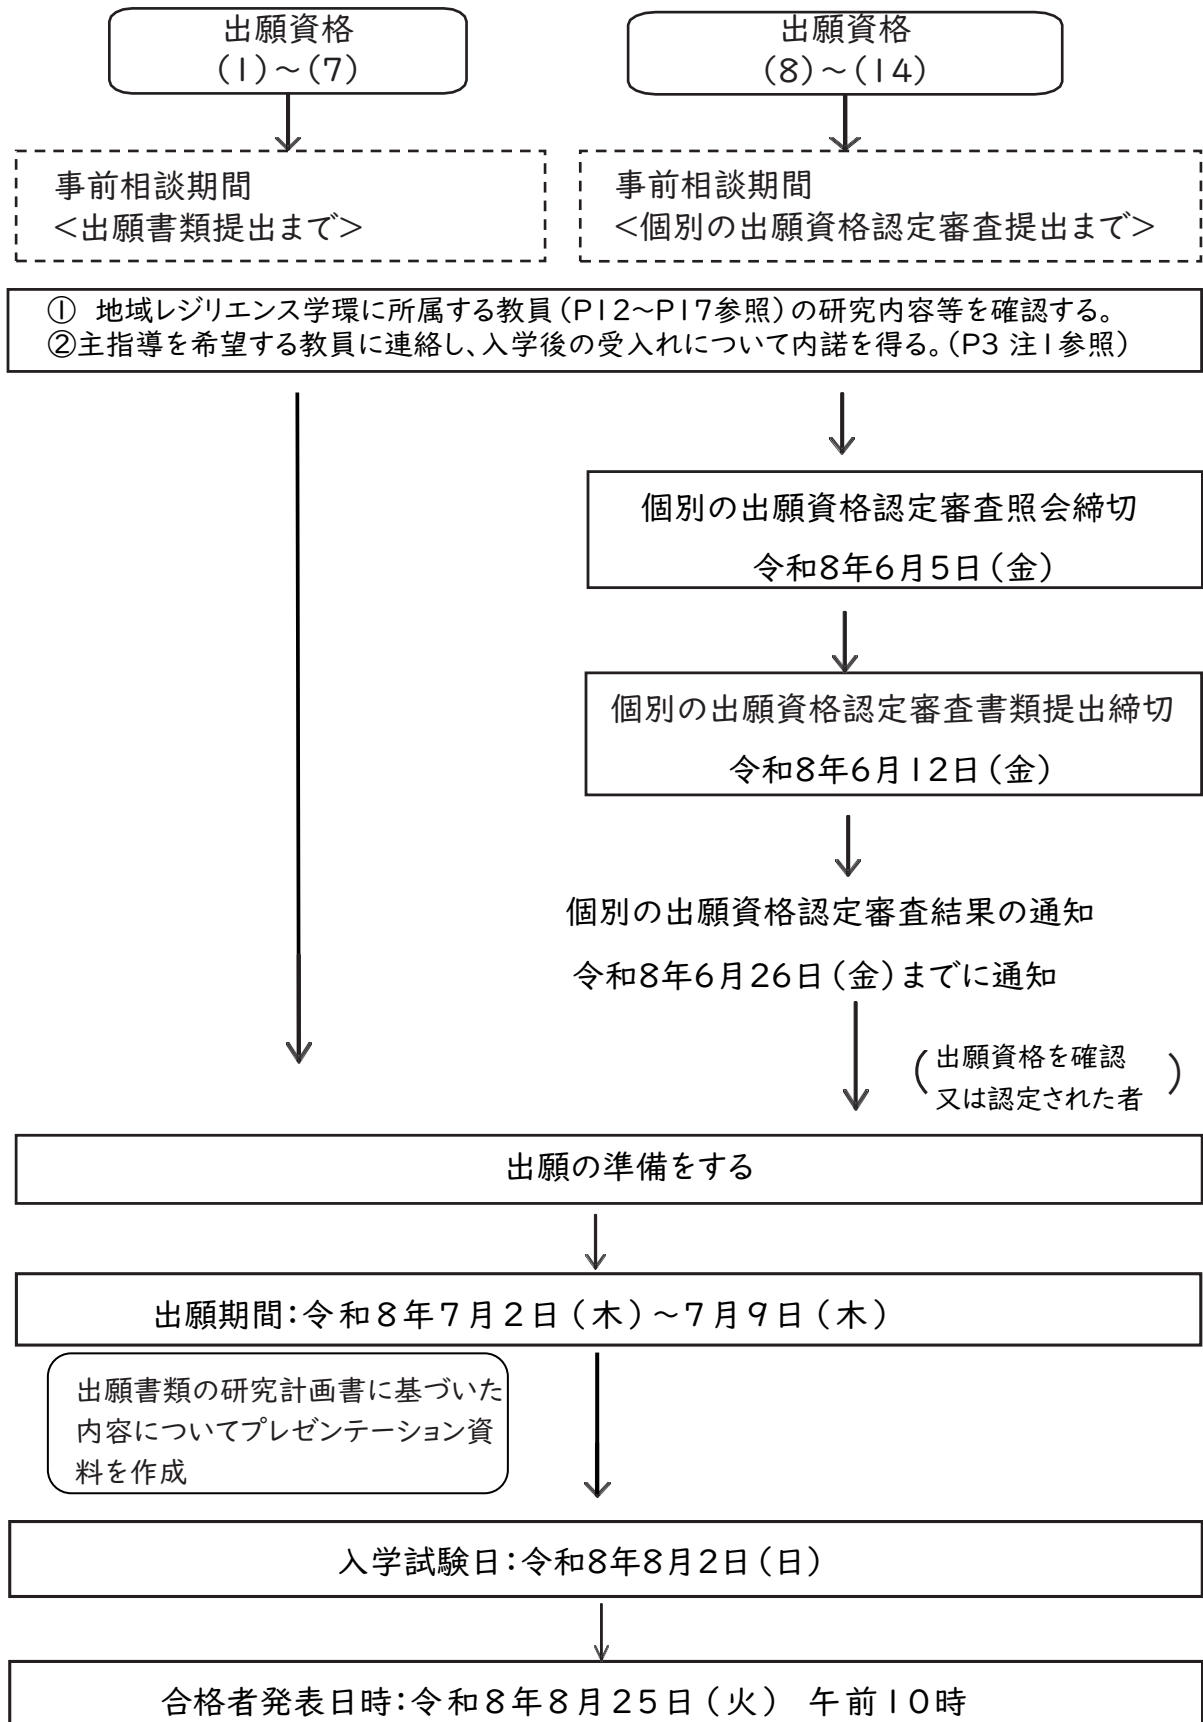 出願資格
(1)～(7)
出願資格
(8)～(14)
事前相談期間
<出願書類提出まで>
事前相談期間
<個別の出願資格認定審査提出まで>
① 地域レジリエンス学環に所属する教員(P12～P17参照)の研究内容等を確認する。
②主指導を希望する教員に連絡し、入学後の受入れについて内諾を得る。(P3 注1参照)
個別の出願資格認定審査照会締切
令和8年6月5日(金)
個別の出願資格認定審査書類提出締切
令和8年6月12日(金)
個別の出願資格認定審査結果の通知
令和8年6月26日(金)までに通知
(出願資格を確認
又は認定された者)
出願の準備をする
出願期間:令和8年7月2日(木)～7月9日(木)
出願書類の研究計画書に基づいた
内容についてプレゼンテーション資
料を作成
入学試験日:令和8年8月2日(日)
合格者発表日時:令和8年8月25日(火) 午前10時